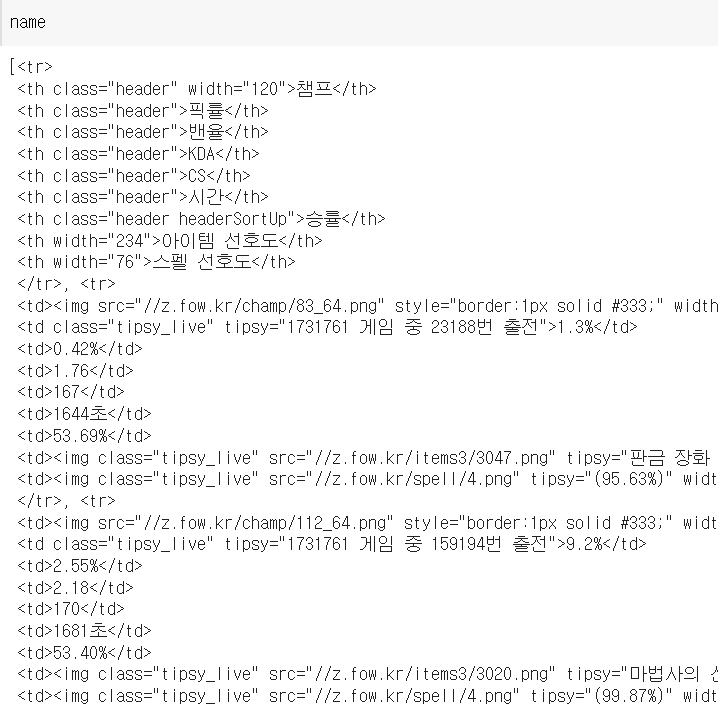 name
[<tr>
<th class="header" width="120">챔프</th>
<th class="header">픽률</th>
<th class="header">밴율</th>
<th class="header">KDA</th>
<th class="header">CS</th>
<th class="header">시간</th>
<th class="header headerSortUp">승률</th>
<th width="234">아이템 선호도</th>
<th width="76">스펠 선호도</th>
</tr>, <tr>
<td><img src="//z.fow.kr/champ/83_64.png" style="border:1px solid #333;" width
<td class="tipsy_live" tipsy="1731761 게임 중 23188번 출전">1.3%</td>
<td>0.42%</td>
<td>1.76</td>
<td>167</td>
<td>1644초</td>
<td>53.69%</td>
<td><img class="tipsy_live" src="//z.fow.kr/items3/3047.png" tipsy="판금 장화
<td><img class="tipsy_live" src="//z.fow.kr/spell/4.png" tipsy="(95.63%)" widt
</tr>, <tr>
<td><img src="//z.fow.kr/champ/112_64.png" style="border:1px solid #333;" widt
<td class="tipsy_live" tipsy="1731761 게임 중 159194번 출전">9.2%</td>
<td>2.55%</td>
<td>2.18</td>
<td>170</td>
<td>1681초</td>
<td>53.40%</td>
<td><img class="tipsy_live" src="//z.fow.kr/items3/3020.png" tipsy="마법사의
<td><img class="tipsy_live" src="//z.fow.kr/spell/4.png" tipsy="(99.87%)" widt